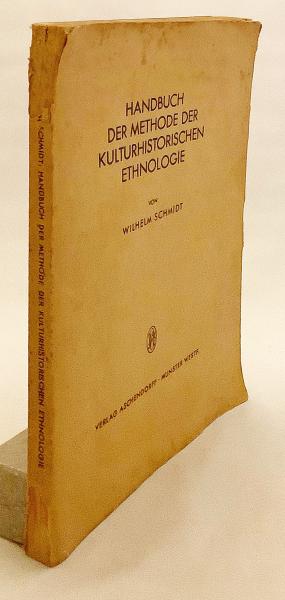 HANDBUCH
DER METHODE DER
KULTURHISTORISCHEN
ETHNOLOGIE
VON
WILHELM SCHMIDT
VERLAG ASCHENDORFF · MÜNSTER WESTF.
SCHMIDT, HANDBUCH DER METHODE DER KULTURHISTORISCHEN ETHNOLOGIE